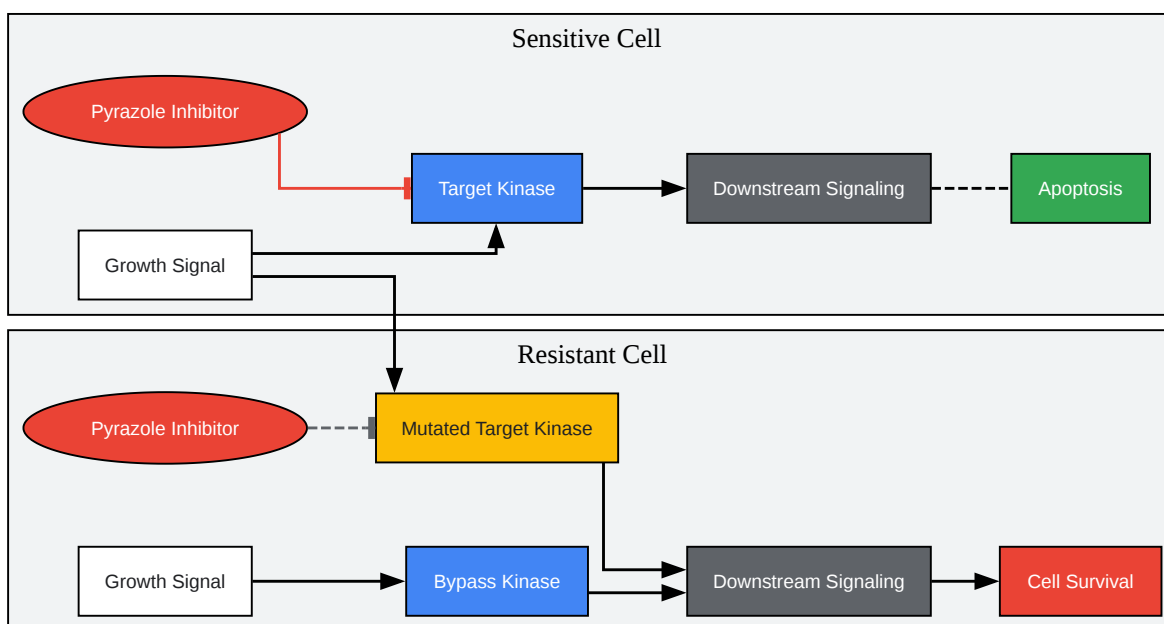 Sensitive Cell
Pyrazole Inhibitor
Target Kinase
Downstream Signaling
Apoptosis
Growth Signal
Resistant Cell
Pyrazole Inhibitor
Mutated Target Kinase
Growth Signal
Bypass Kinase
Downstream Signaling
Cell Survival